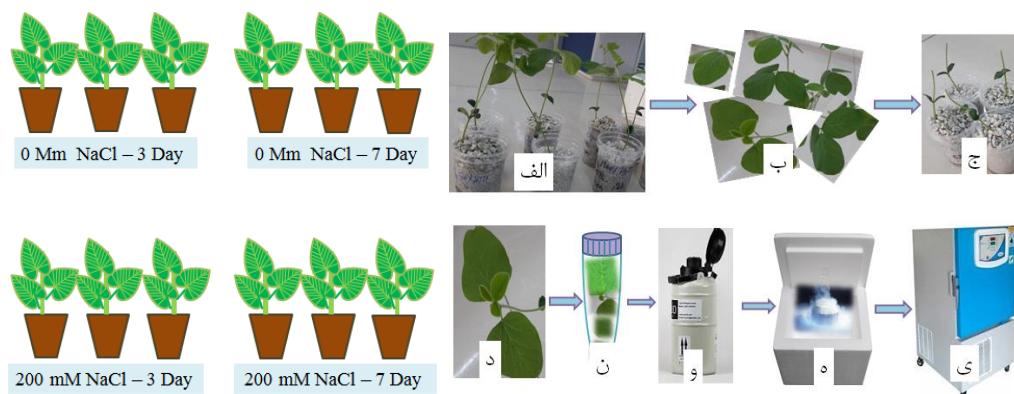 0 Mm NaCl – 3 Day
0 Mm NaCl – 7 Day
200 mM NaCl – 3 Day
200 mM NaCl – 7 Day
الف
ب
ج
د
ن
و
ه
ی